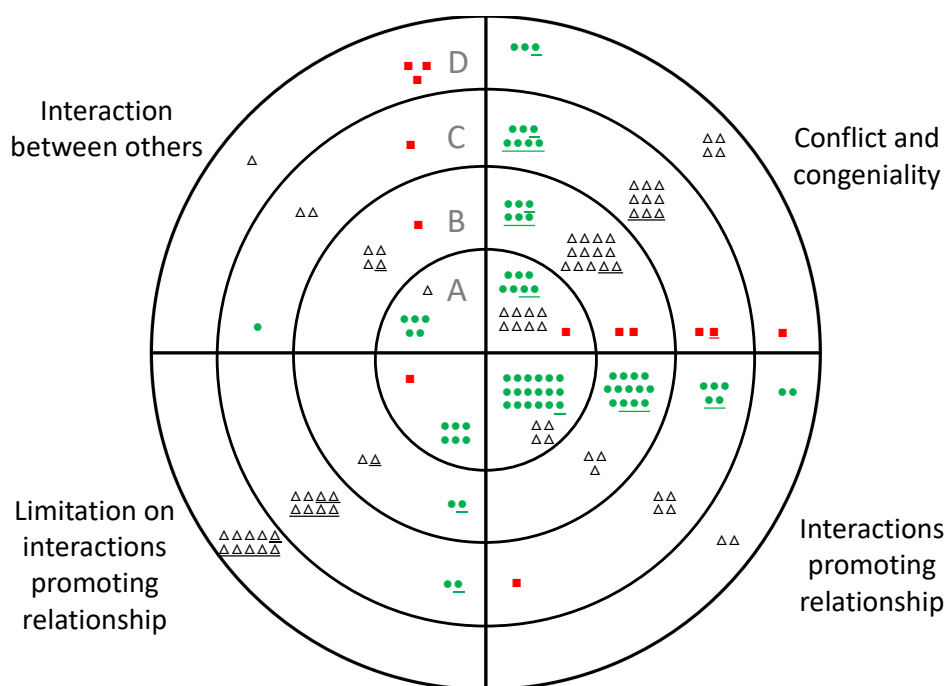 D
Interaction
between others
C
Conflict and
congeniality
B
A
Limitation on
interactions
promoting
relationship
Interactions
promoting
relationship